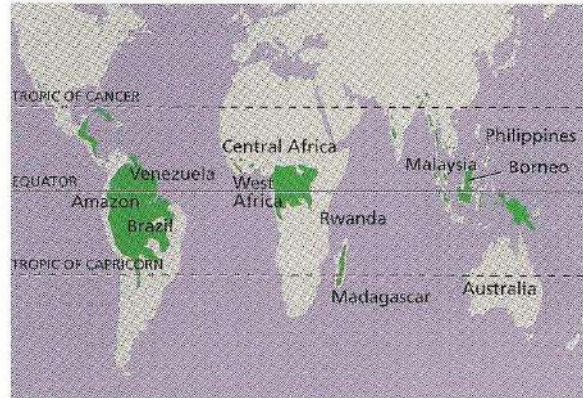 TROPIC OF CANCER
Central Africa
Philippines
Venezuela
Malaysia
Borneo
EQUATOR
West
Africa
Amazon
Rwanda
Brazil
TROPIC OF CAPRICORN
Madagascar
Australia